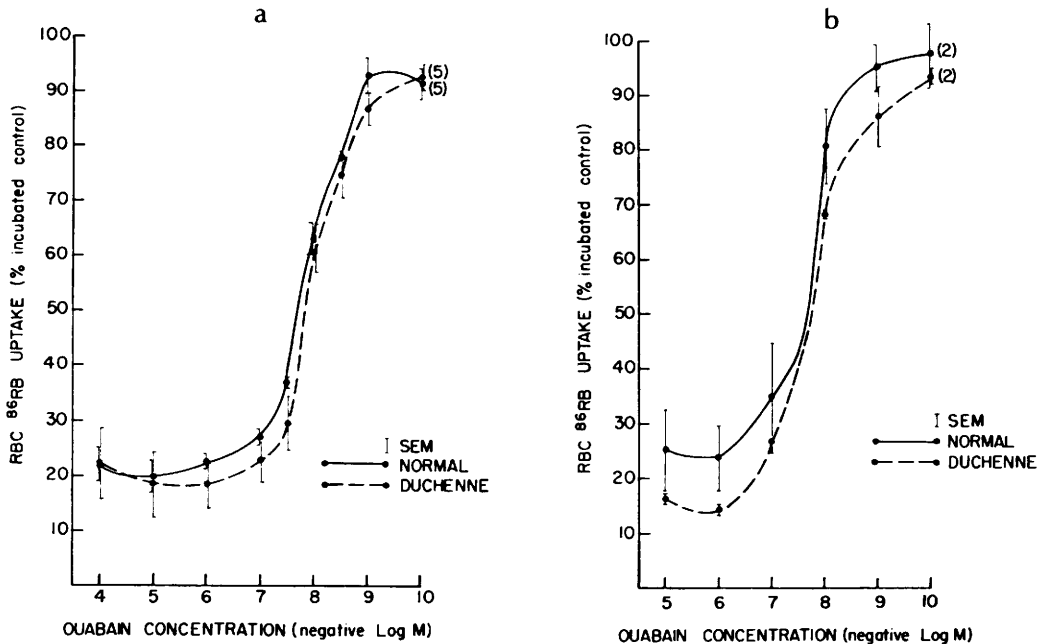 a
100
90
80
70
60
50
40
30
20
10
RBC 86RB UPTAKE (% incubated control)
(5)
(5)
SEM
NORMAL
DUCHENNE
4 5 6 7 8 9 10
OUABAIN CONCENTRATION (negative Log M)
b
100
90
80
70
60
50
40
30
20
10
RBC 86RB UPTAKE (% incubated control)
(2)
(2)
SEM
NORMAL
DUCHENNE
5 6 7 8 9 10
OUABAIN CONCENTRATION (negative Log M)